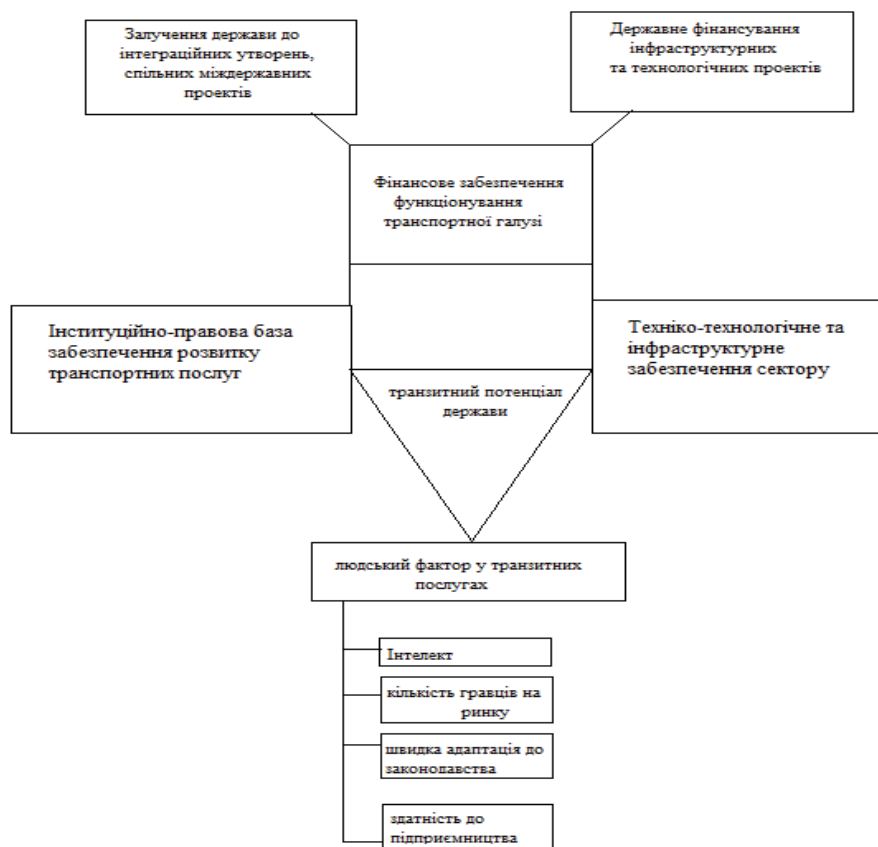 Залучення держави до
інтеграційних утворень,
спільних міждержавних
проектів
Державне фінансування
інфраструктурних
та технологічних проектів
Фінансове забезпечення
функціонування
транспортної галузі
Інституційно-правова база
забезпечення розвитку
транспортних послуг
Техніко-технологічне та
інфраструктурне
забезпечення сектору
транзитний потенціал
держави
людський фактор у транзитних
послугах
Інтелект
кількість гравців на
ринку
швидка адаптація до
законодавства
здатність до
підприємництва